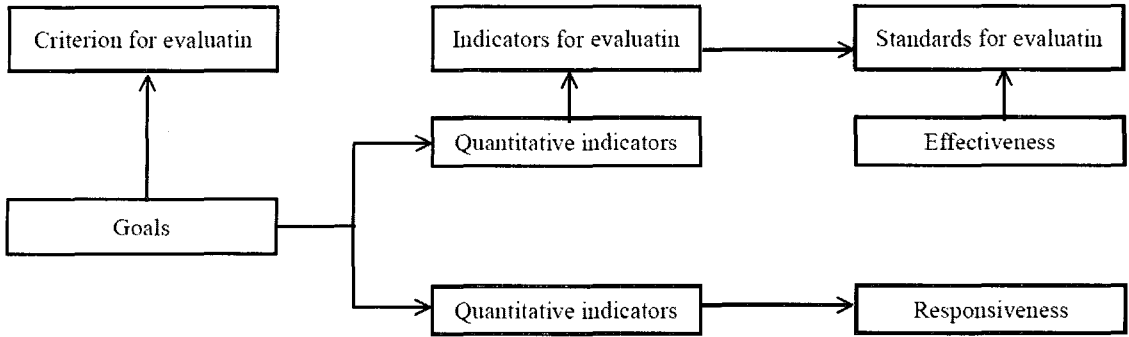 Criterion for evaluatin
Indicators for evaluatin
Standards for evaluatin
Quantitative indicators
Effectiveness
Goals
Quantitative indicators
Responsiveness